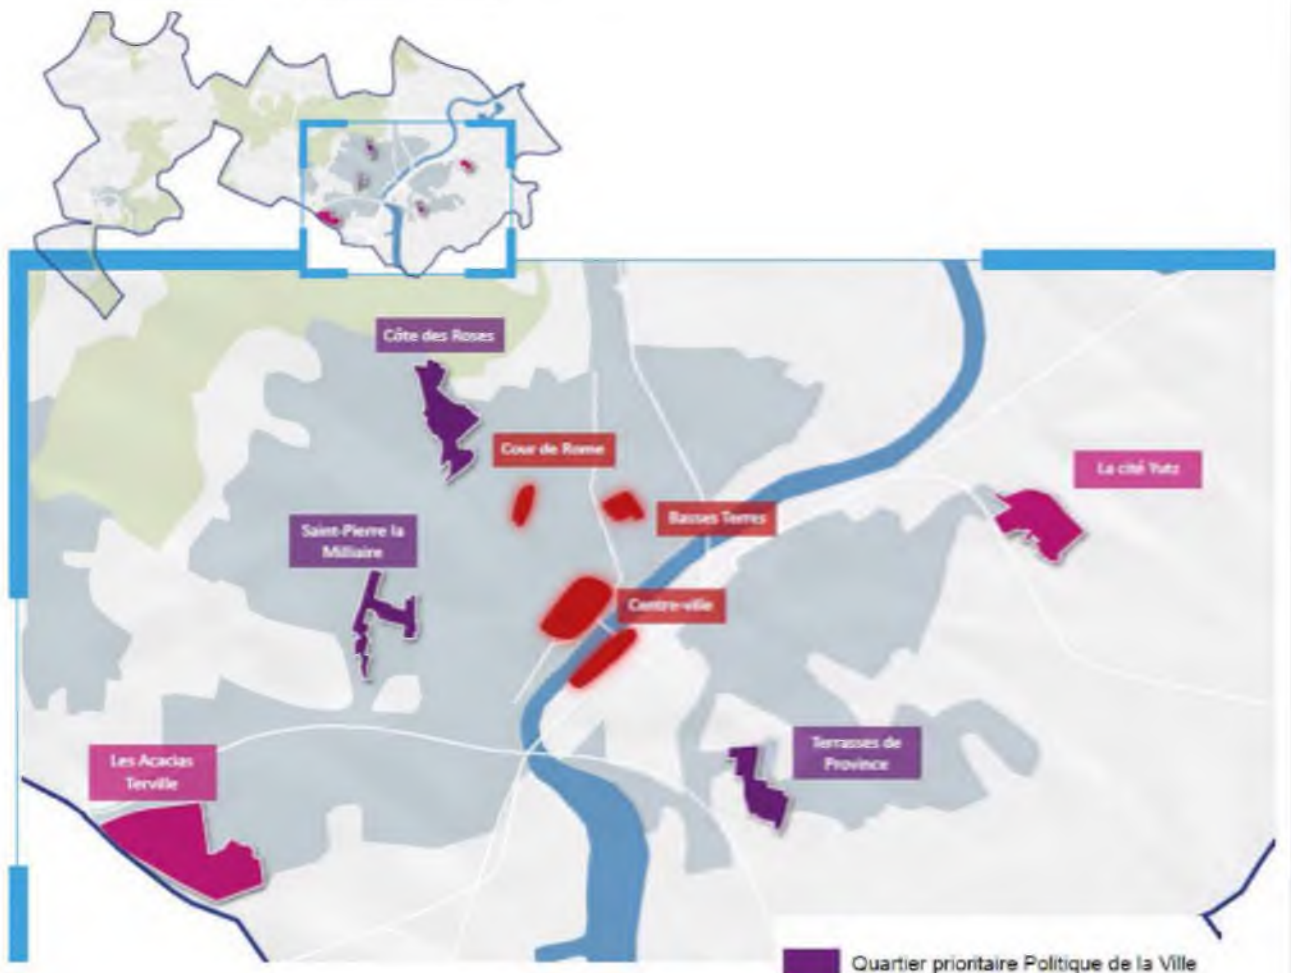 Côte des Roses
Cour de Rome
La cité Yutz
Basses Terres
Saint-Pierre la
Milliaire
Centre-ville
Terrasses de
Province
Les Acacias
Terville
Quartier prioritaire Politique de la Ville